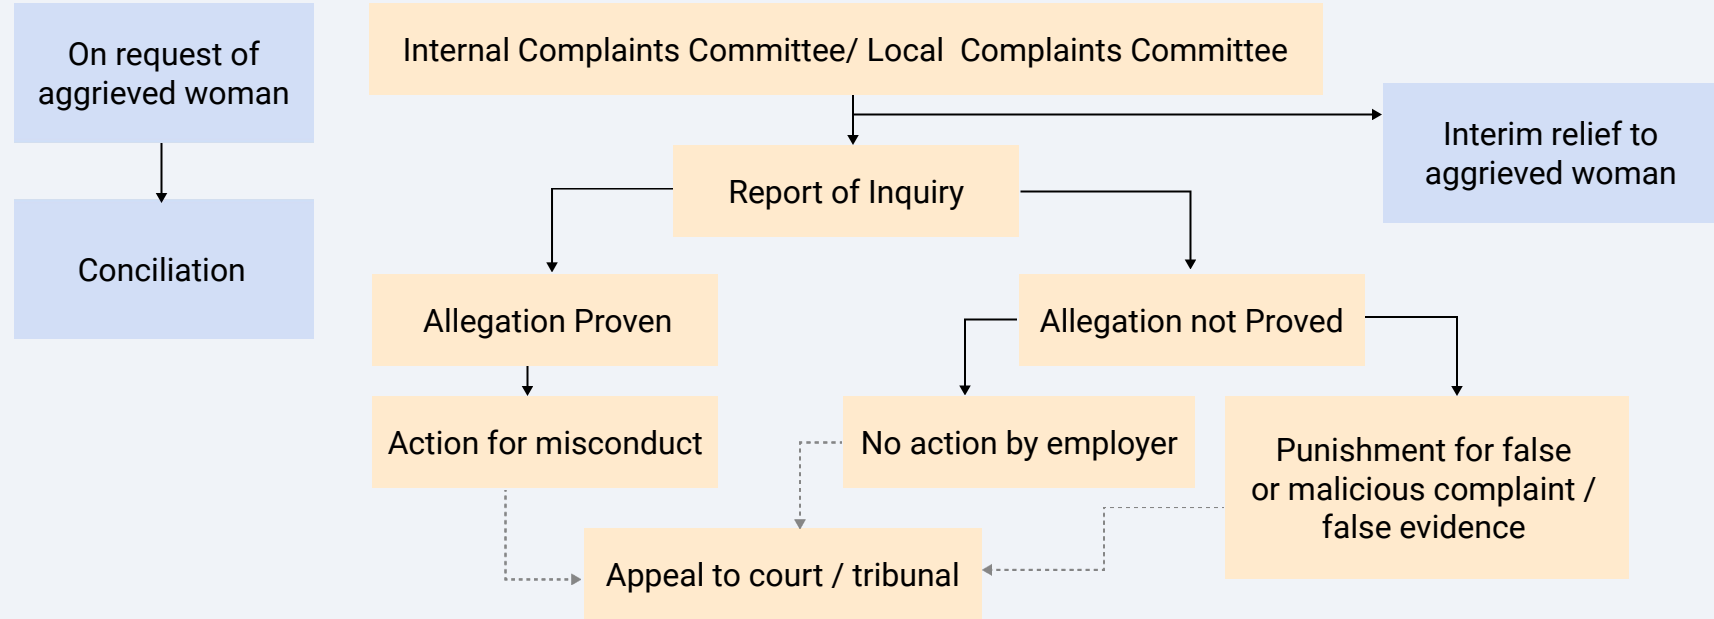 On request of
aggrieved woman
Conciliation
Internal Complaints Committee/ Local  Complaints Committee
Interim relief to
aggrieved woman
Report of Inquiry
Allegation Proven
Allegation not Proved
Action for misconduct
No action by employer
Punishment for false
or malicious complaint /
false evidence
Appeal to court / tribunal